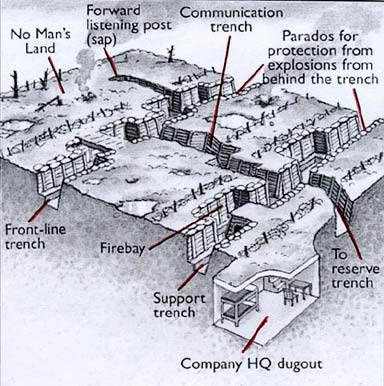 No Man's
Land
Forward
listening post
(sap)
Communication
trench
Parados for
protection from
explosions from
behind the trench
Front-line
trench
Firebay
Support
trench
To
reserve
trench
Company HQ dugout